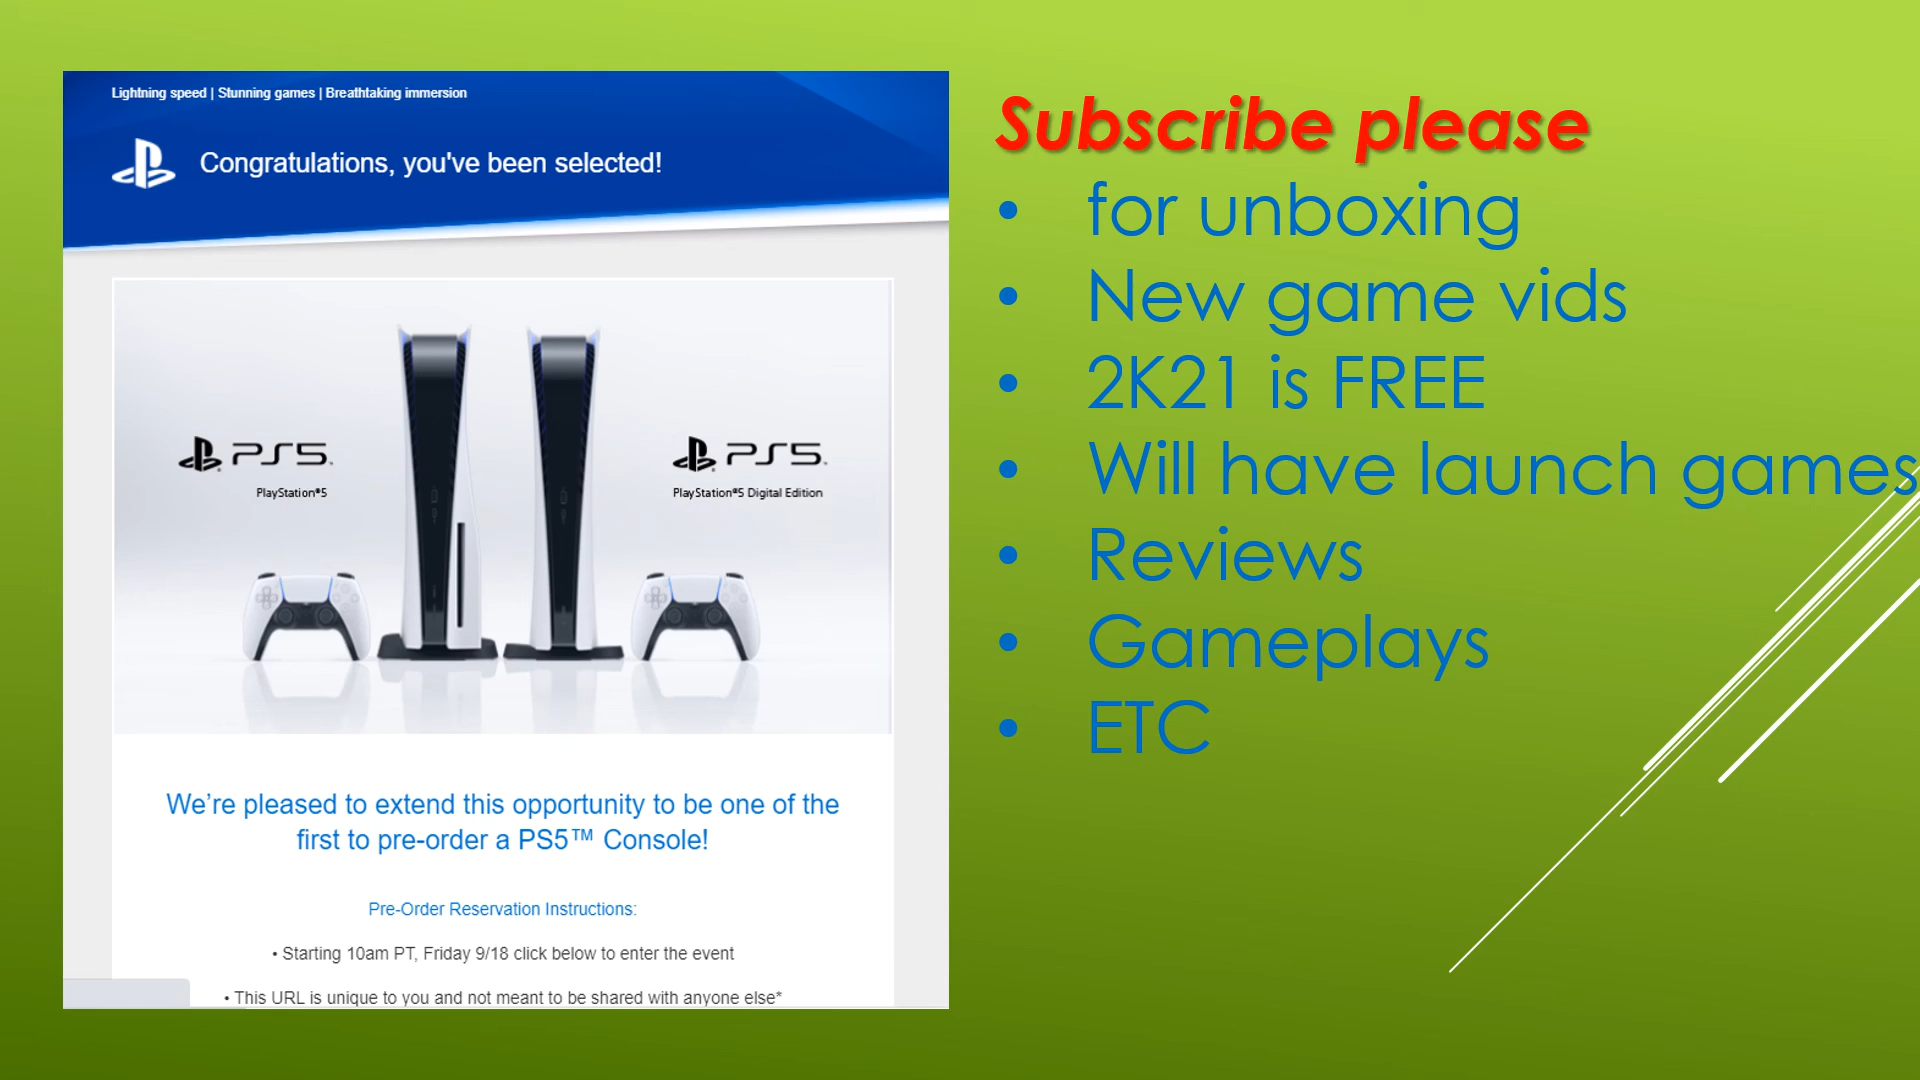 Lightning speed | Stunning games | Breathtaking immersion
Congratulations, you've been selected!
PS5.
PlayStation®5
PS5.
PlayStation®5 Digital Edition
We're pleased to extend this opportunity to be one of the
first to pre-order a PS5™ Console!
Pre-Order Reservation Instructions:
• Starting 10am PT, Friday 9/18 click below to enter the event
• This URL is unique to you and not meant to be shared with anyone else*
Subscribe please
• for unboxing
• New game vids
• 2K21 is FREE
• Will have launch games
• Reviews
• Gameplays
• ETC